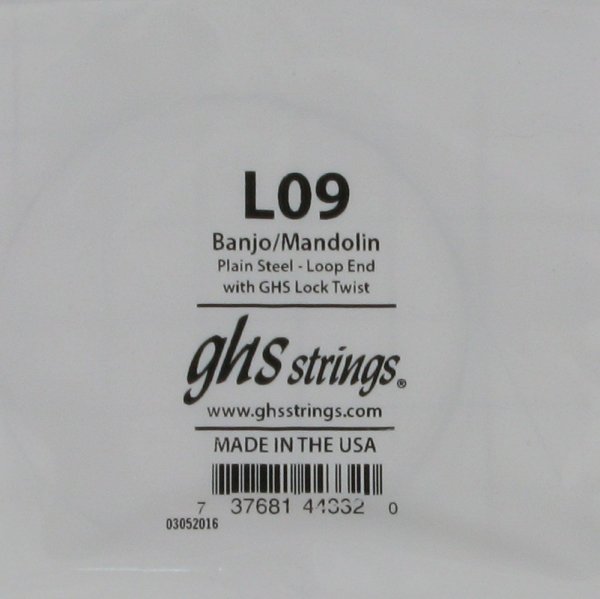 L09
Banjo/Mandolin
Plain Steel - Loop End
with GHS Lock Twist
ghs strings®
www.ghsstrings.com
MADE IN THE USA
7 37681 44332 0
03052016